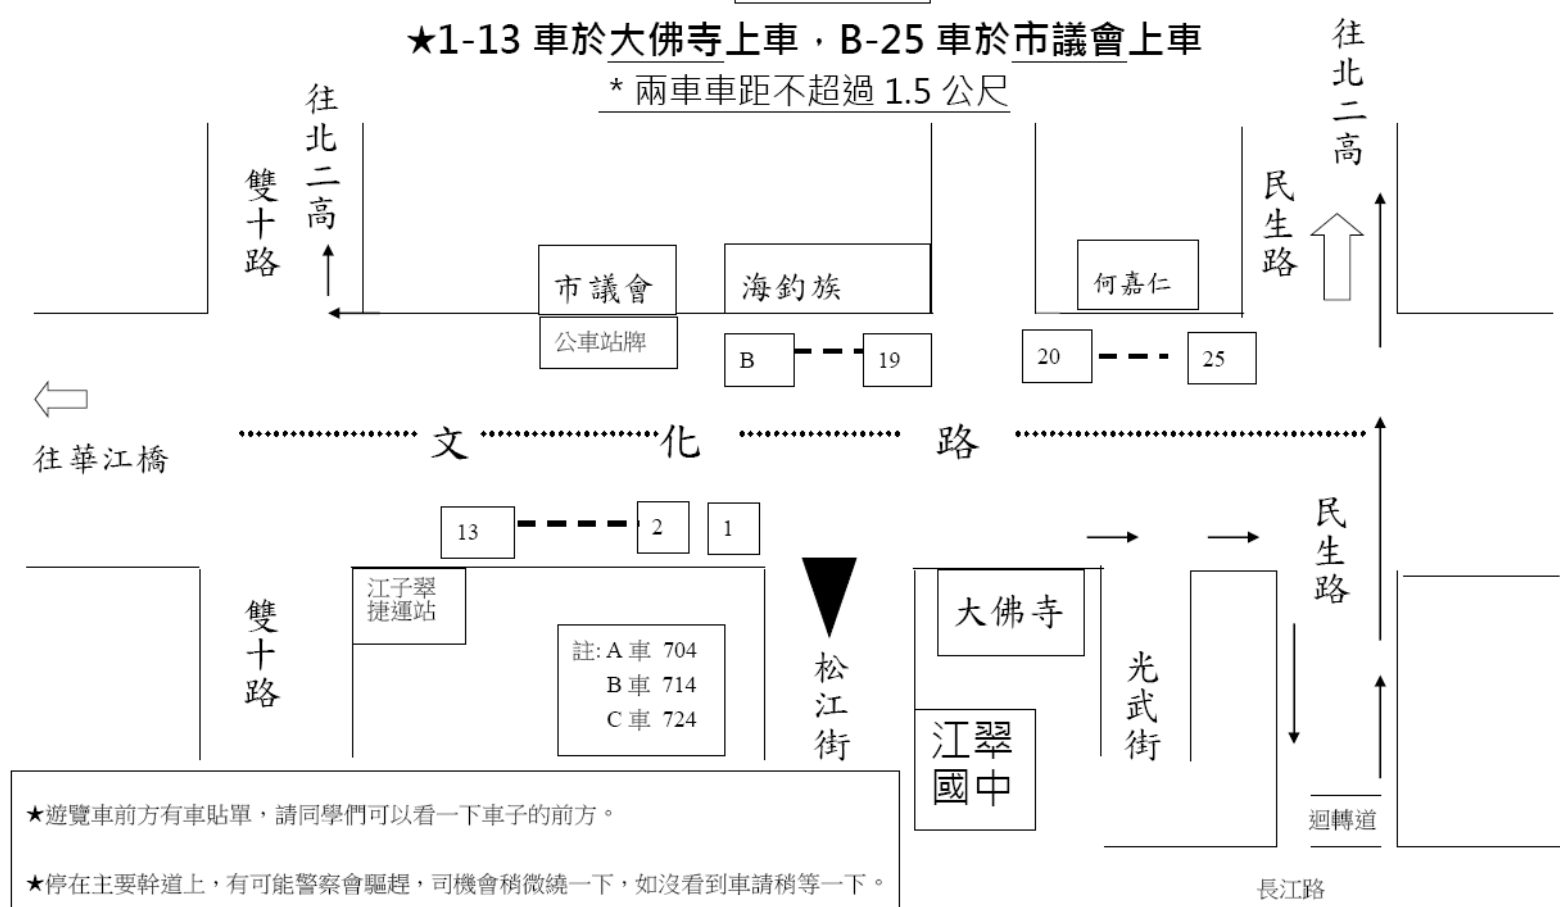 ★1-13 車於大佛寺上車，B-25 車於市議會上車
* 兩車車距不超過 1.5 公尺
往北二高
往北二高
雙十路
民生路
市議會
海釣族
何嘉仁
公車站牌
B
19
20
25
往華江橋
文化路
13
2
1
民生路
江子翠
捷運站
大佛寺
雙十路
註: A 車 704
B 車 714
C 車 724
松江街
光武街
江翠
國中
迴轉道
★遊覽車前方有車貼單，請同學們可以看一下車子的前方。
★停在主要幹道上，有可能警察會驅趕，司機會稍微繞一下，如沒看到車請稍等一下。
長江路